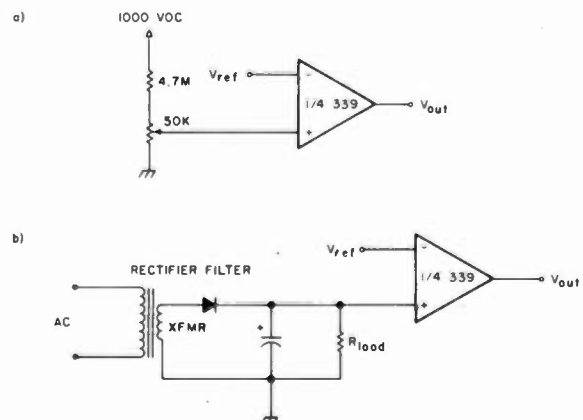 a)
1000 VDC
4.7M
50K
Vref
-
1/4 339
+
Vout
b)
RECTIFIER FILTER
AC
XFMR
+
Rload
Vref
-
1/4 339
+
Vout